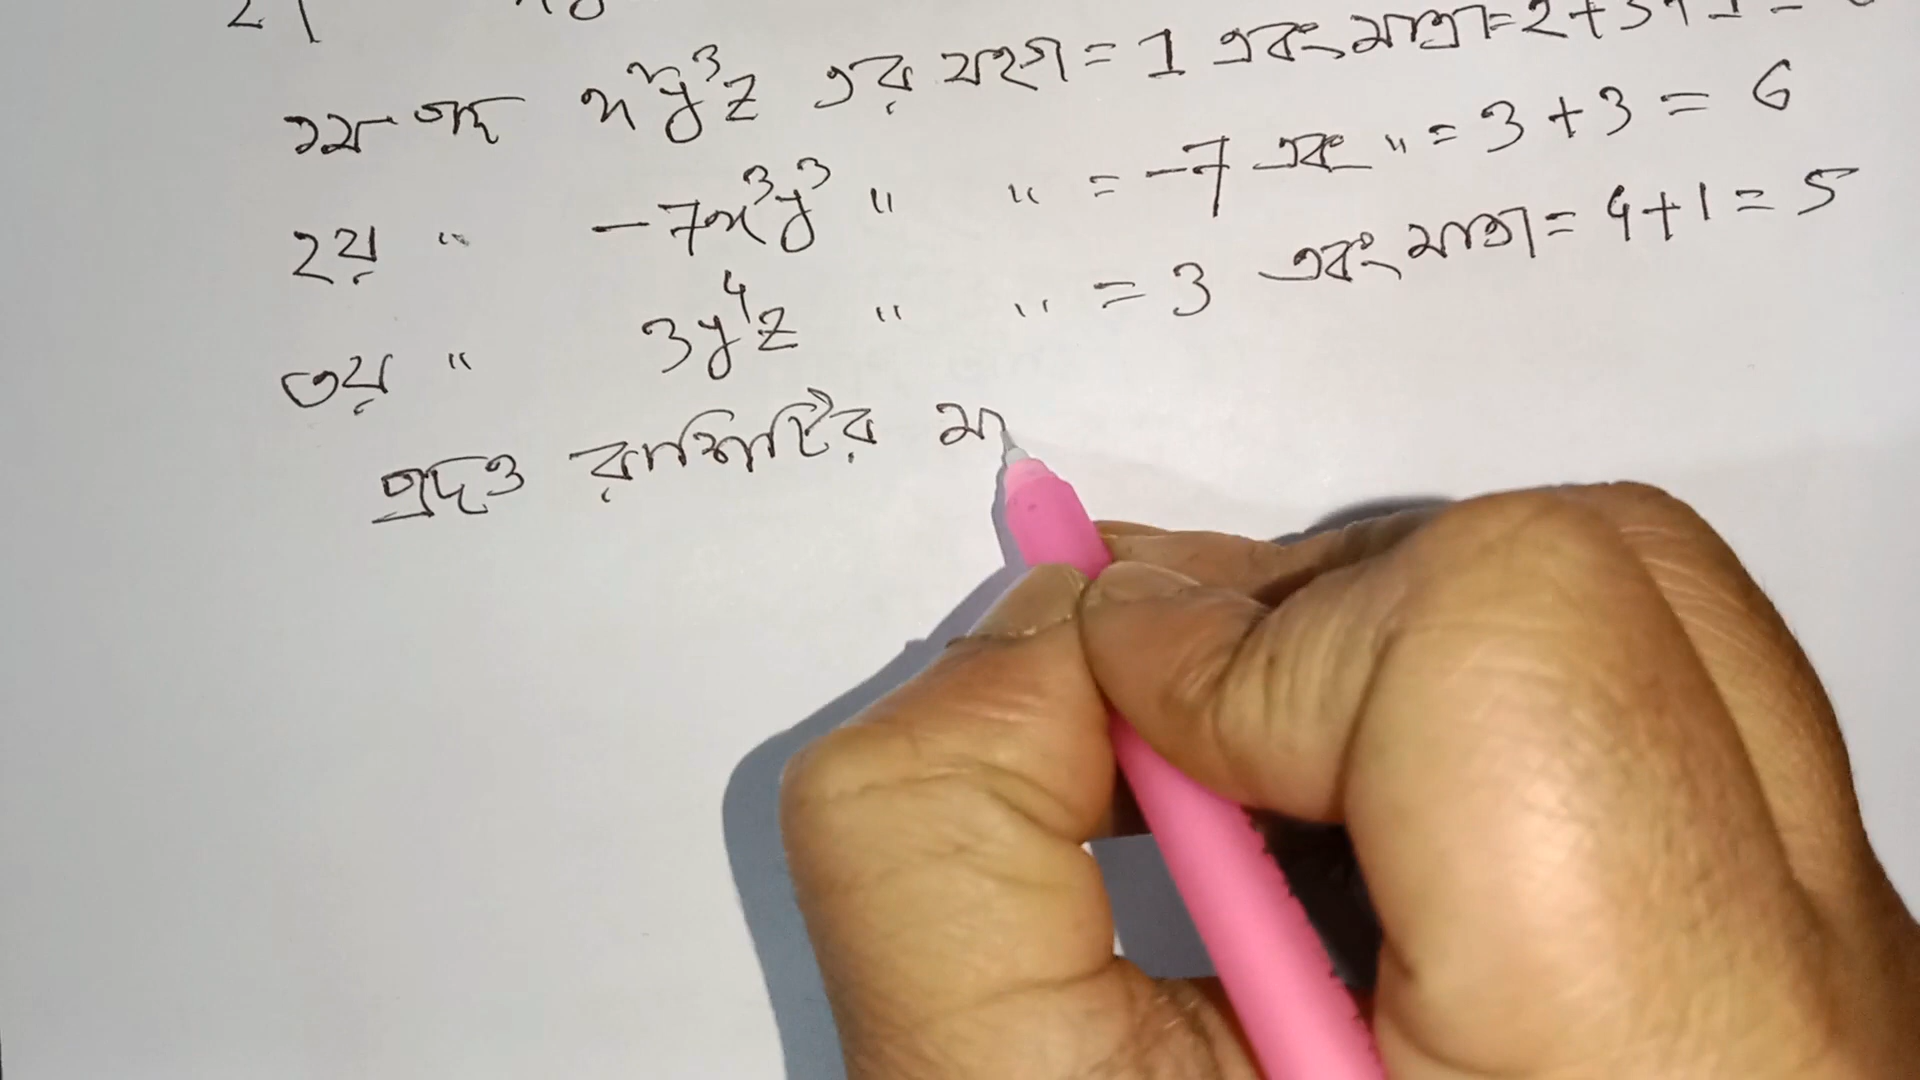 ২।
১ম পদ x²y³z এর সহগ = 1 এবং মাত্রা = 2+3+1 =
২য় " -7x³y³ " " = -7 এবং " = 3+3 = 6
৩য় " 3y⁴z " " = 3 এবং মাত্রা = 4+1 = 5
প্রদত্ত রাশিটির মা